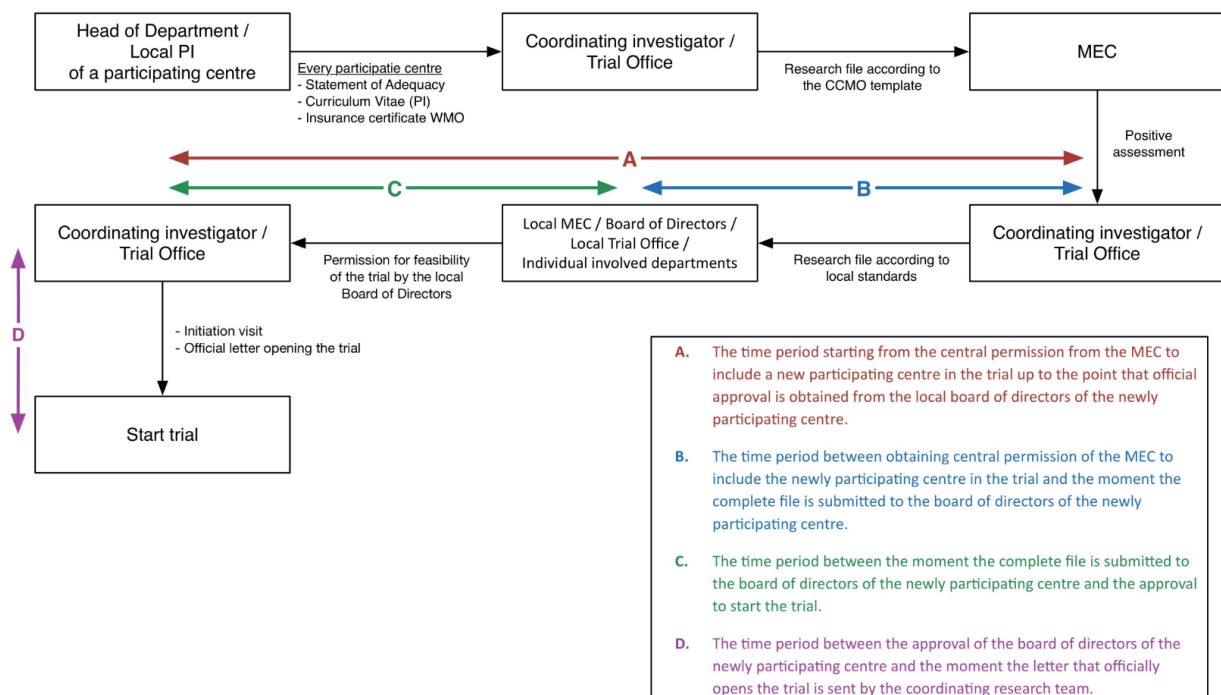 Head of Department /
Local PI
of a participating centre
Every participatie centre
- Statement of Adequacy
- Curriculum Vitae (PI)
- Insurance certificate WMO
Coordinating investigator /
Trial Office
Research file according to
the CCMO template
MEC
Positive
assessment
A
C
B
Coordinating investigator /
Trial Office
Permission for feasibility
of the trial by the local
Board of Directors
Local MEC / Board of Directors /
Local Trial Office /
Individual involved departments
Research file according to
local standards
Coordinating investigator /
Trial Office
D
- Initiation visit
- Official letter opening the trial
Start trial
A. The time period starting from the central permission from the MEC to
include a new participating centre in the trial up to the point that official
approval is obtained from the local board of directors of the newly
participating centre.
B. The time period between obtaining central permission of the MEC to
include the newly participating centre in the trial and the moment the
complete file is submitted to the board of directors of the newly
participating centre.
C. The time period between the moment the complete file is submitted to
the board of directors of the newly participating centre and the approval
to start the trial.
D. The time period between the approval of the board of directors of the
newly participating centre and the moment the letter that officially
opens the trial is sent by the coordinating research team.